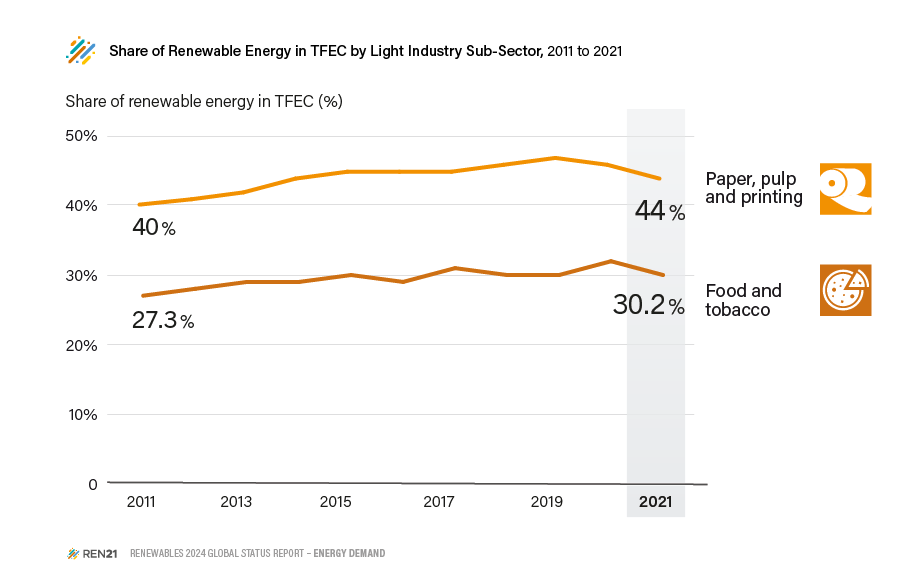 Share of Renewable Energy in TFEC by Light Industry Sub-Sector, 2011 to 2021
Share of renewable energy in TFEC (%)
50%
40%
30%
20%
10%
0
40 %
44 %
27.3 %
30.2 %
Paper, pulp
and printing
Food and
tobacco
2011 2013 2015 2017 2019 2021
REN21 RENEWABLES 2024 GLOBAL STATUS REPORT – ENERGY DEMAND